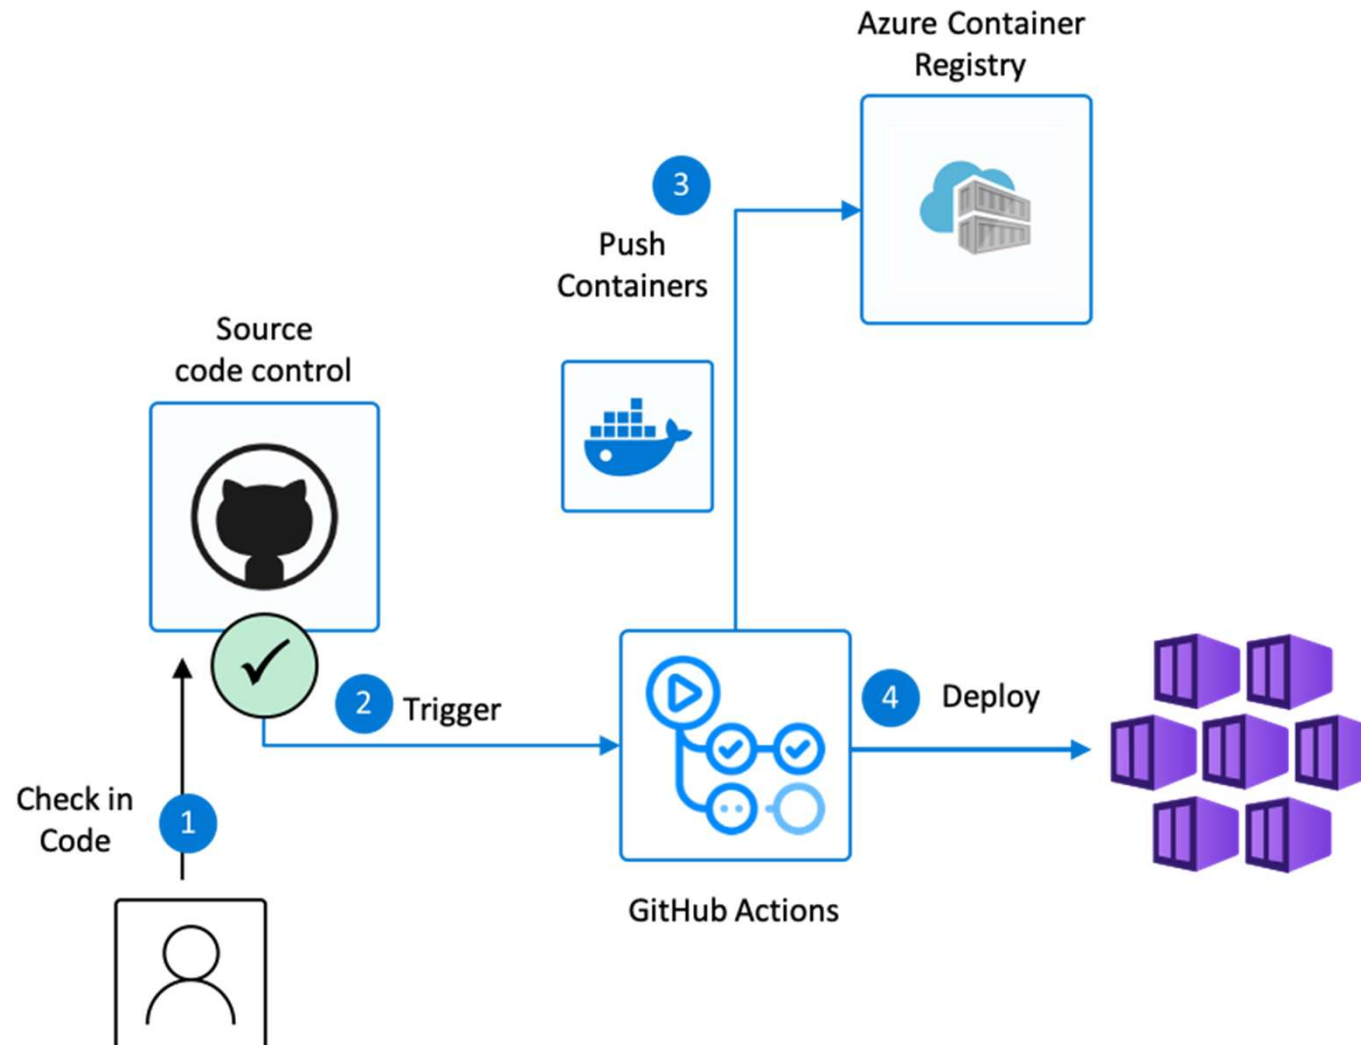 Azure Container
Registry
3
Push
Containers
Source
code control
2
Trigger
4
Deploy
Check in
Code
1
GitHub Actions